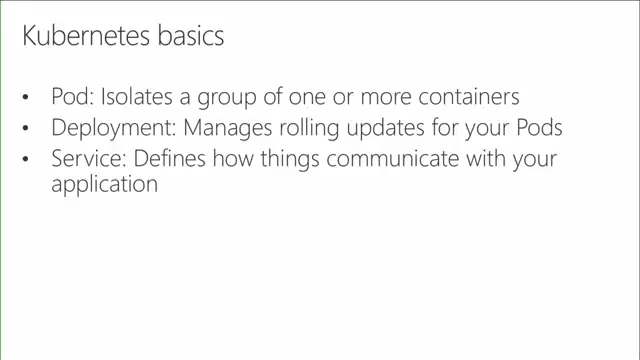 Kubernetes basics
• Pod: Isolates a group of one or more containers
• Deployment: Manages rolling updates for your Pods
• Service: Defines how things communicate with your
application